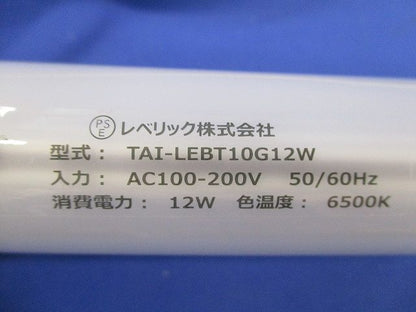 PSE レベリック株式会社
型式： TAI-LEBT10G12W
入力： AC100-200V 50/60Hz
消費電力： 12W 色温度： 6500K